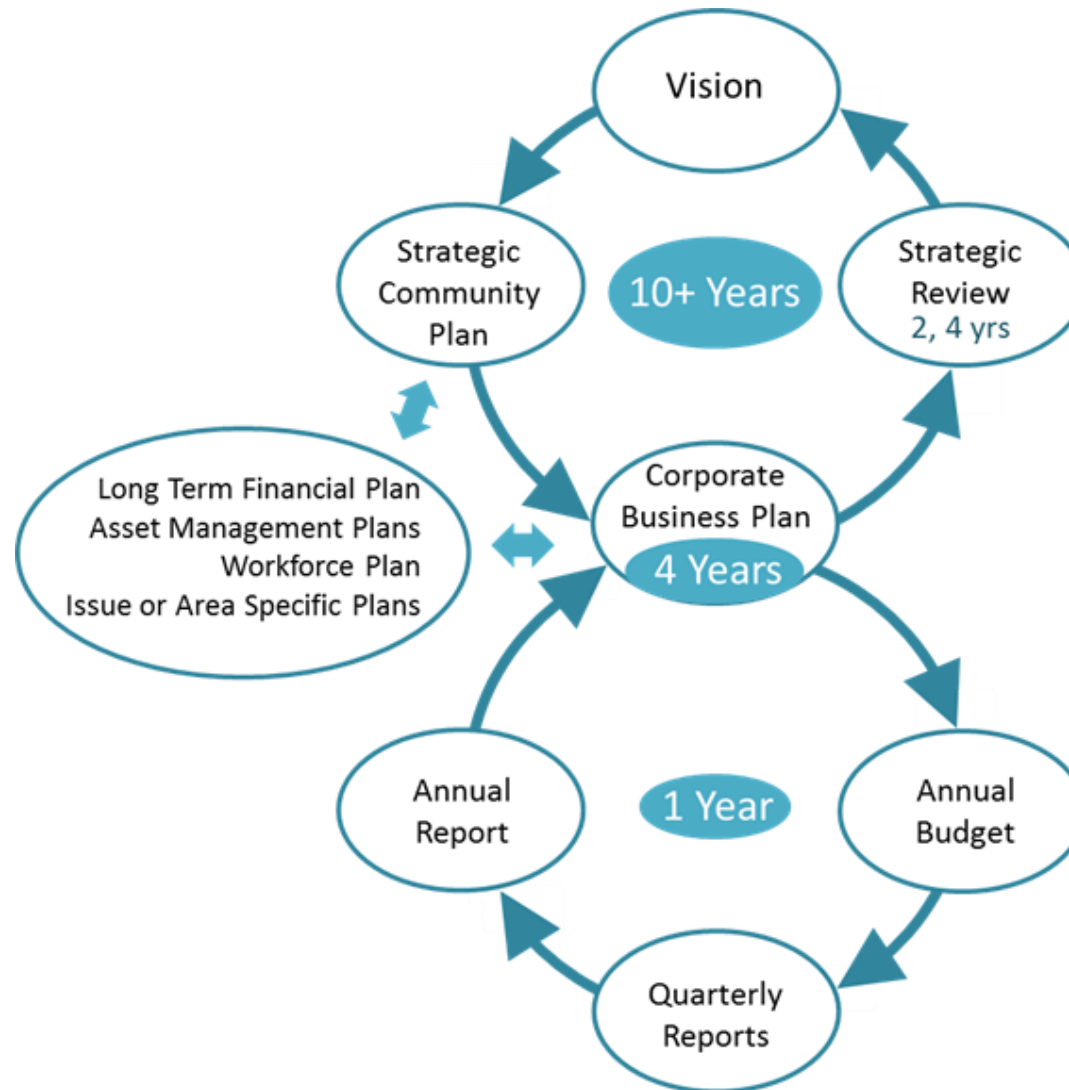 Vision
Strategic
Community
Plan
10+ Years
Strategic
Review
2, 4 yrs
Long Term Financial Plan
Asset Management Plans
Workforce Plan
Issue or Area Specific Plans
Corporate
Business Plan
4 Years
Annual
Report
1 Year
Annual
Budget
Quarterly
Reports